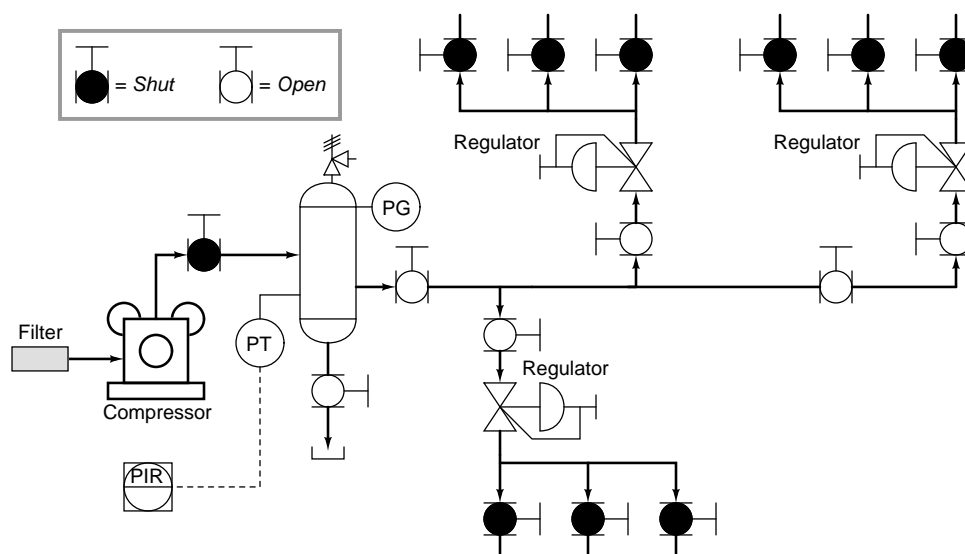 = Shut
= Open
Regulator
Regulator
PG
Filter
PT
Regulator
Compressor
PIR